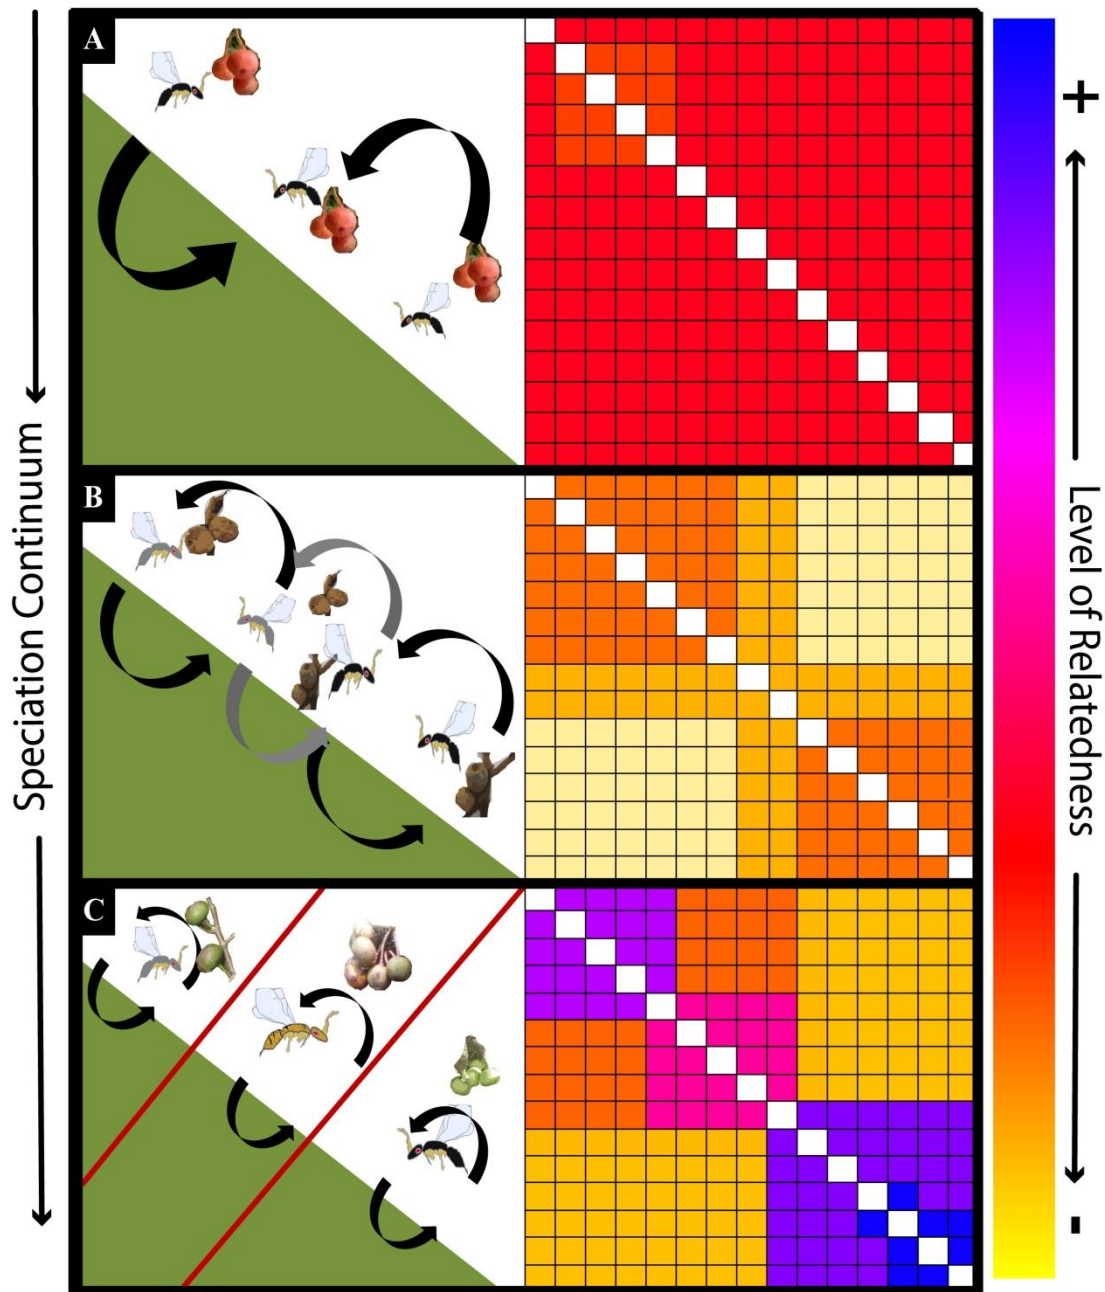 A
B
C
Speciation Continuum
+
Level of Relatedness
-